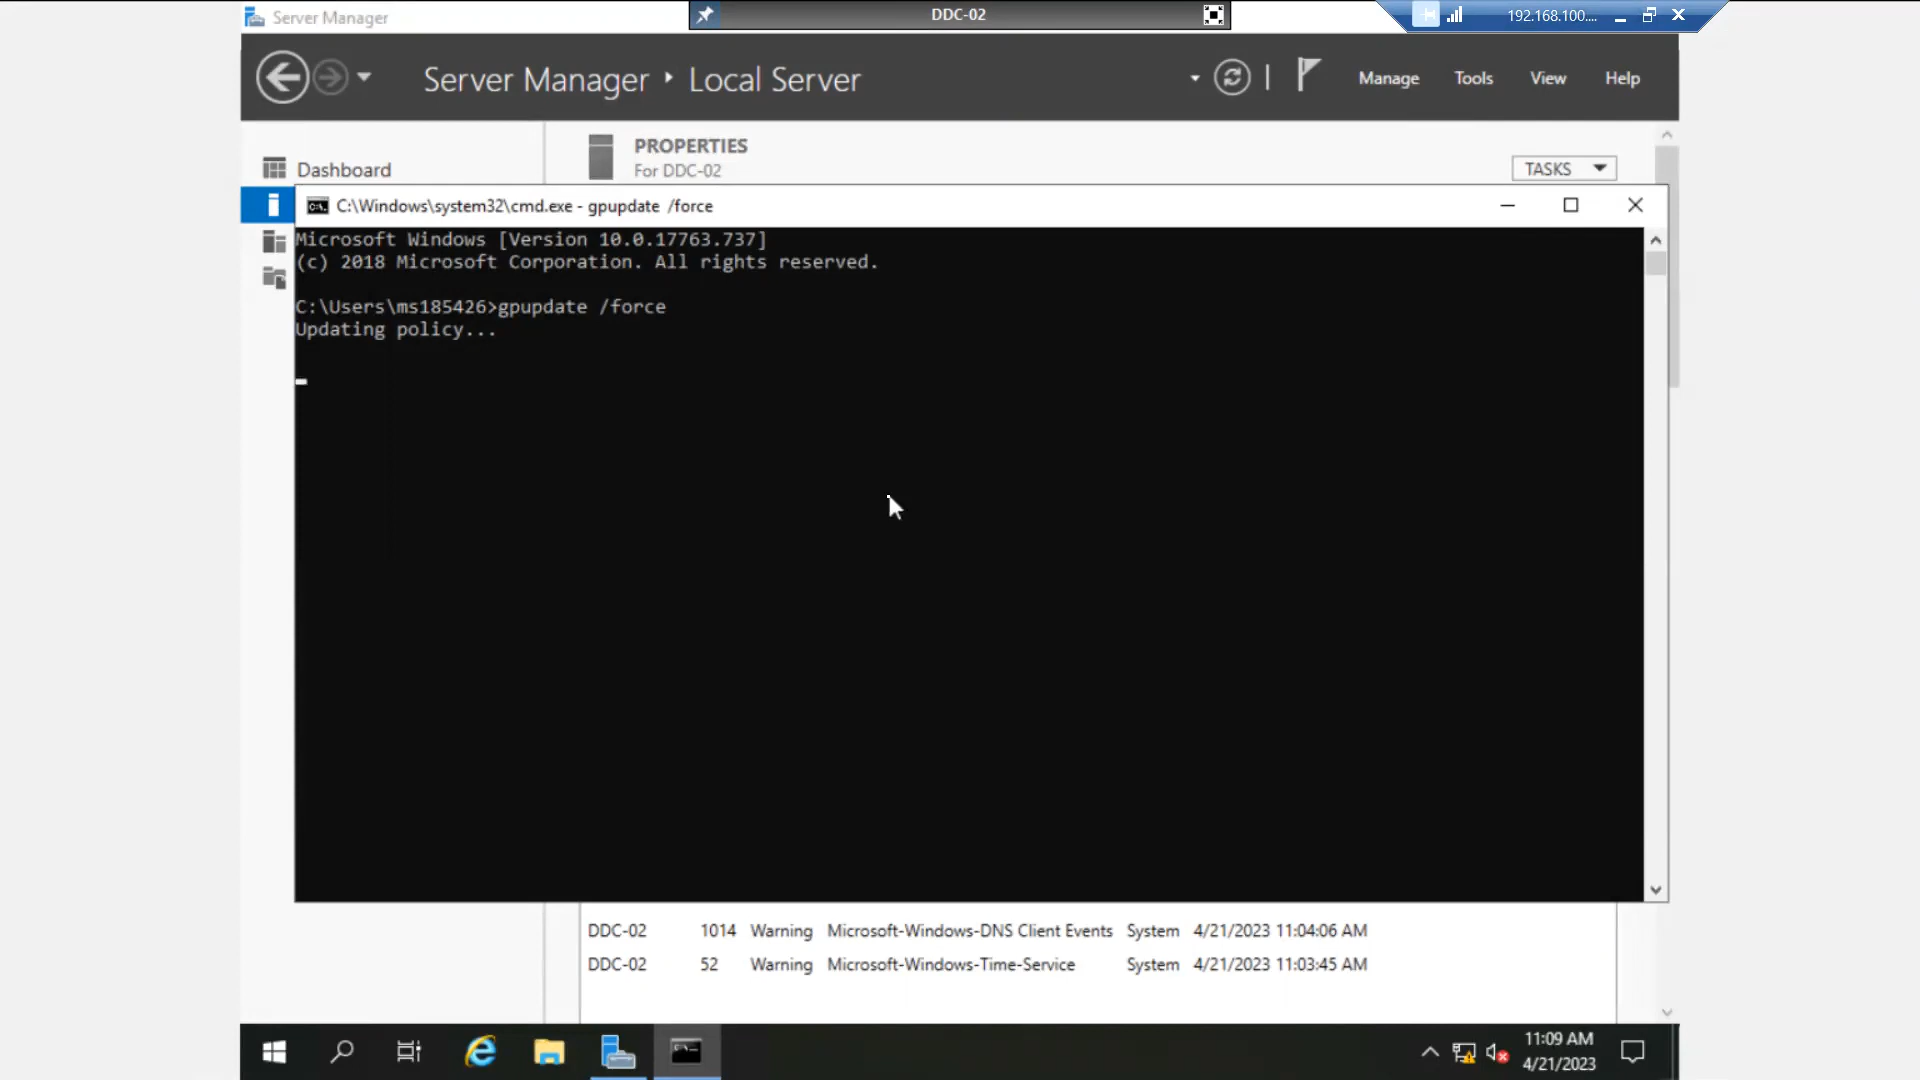 Server Manager
DDC-02
192.168.100....
Server Manager ‣ Local Server
Manage Tools View Help
PROPERTIES
For DDC-02
TASKS
Dashboard
C:\Windows\system32\cmd.exe - gpupdate /force
Microsoft Windows [Version 10.0.17763.737]
(c) 2018 Microsoft Corporation. All rights reserved.
C:\Users\ms185426>gpupdate /force
Updating policy...
DDC-02 1014 Warning Microsoft-Windows-DNS Client Events System 4/21/2023 11:04:06 AM
DDC-02 52 Warning Microsoft-Windows-Time-Service System 4/21/2023 11:03:45 AM
11:09 AM
4/21/2023